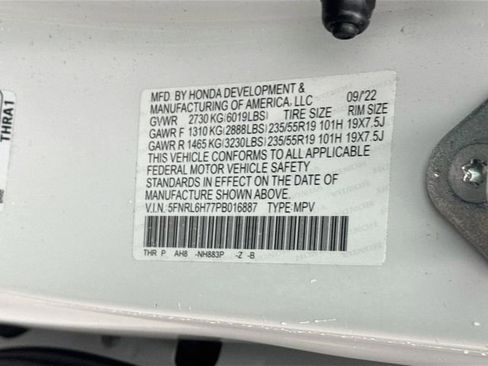 MFD. BY HONDA DEVELOPMENT &
MANUFACTURING OF AMERICA, LLC 09/22
GVWR 2730 KG(6019LBS) TIRE SIZE RIM SIZE
GAWR F 1310 KG(2888LBS) 235/55R19 101H 19X7.5J
GAWR R 1465 KG(3230LBS) 235/55R19 101H 19X7.5J
THIS VEHICLE CONFORMS TO ALL APPLICABLE
FEDERAL MOTOR VEHICLE SAFETY
STANDARDS IN EFFECT ON THE DATE OF
MANUFACTURE SHOWN ABOVE.
V.I.N.:5FNRL6H77PB016887 TYPE:MPV
THR P AH8 -NH883P -Z -B
THRA1